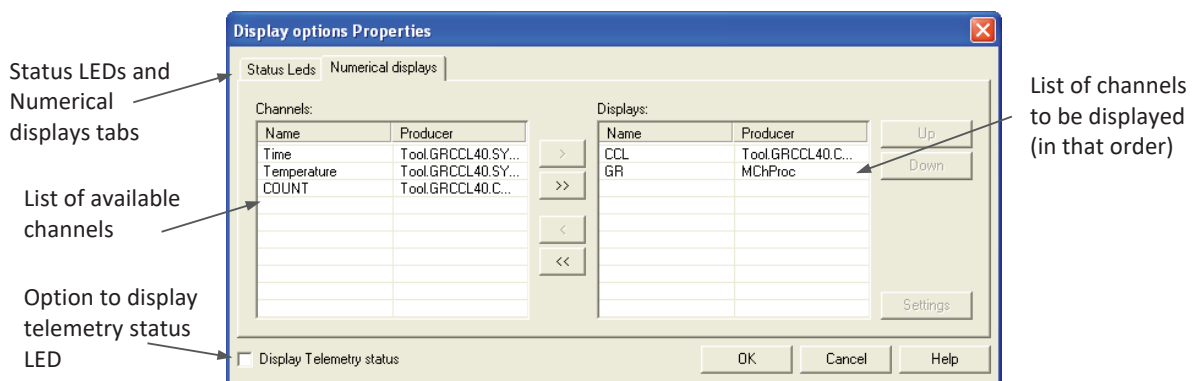 Display options Properties
Status LEDs and
Numerical
displays tabs
List of available
channels
Option to display
telemetry status
LED
Status Leds Numerical displays
Channels:
Name Producer
Time Tool.GRCCL40.SY...
Temperature Tool.GRCCL40.SY...
COUNT Tool.GRCCL40.C...
>
>>
<
<<
Displays:
Name Producer
CCL Tool.GRCCL40.C...
GR MChProc
Up
Down
Settings
Display Telemetry status
OK Cancel Help
List of channels
to be displayed
(in that order)